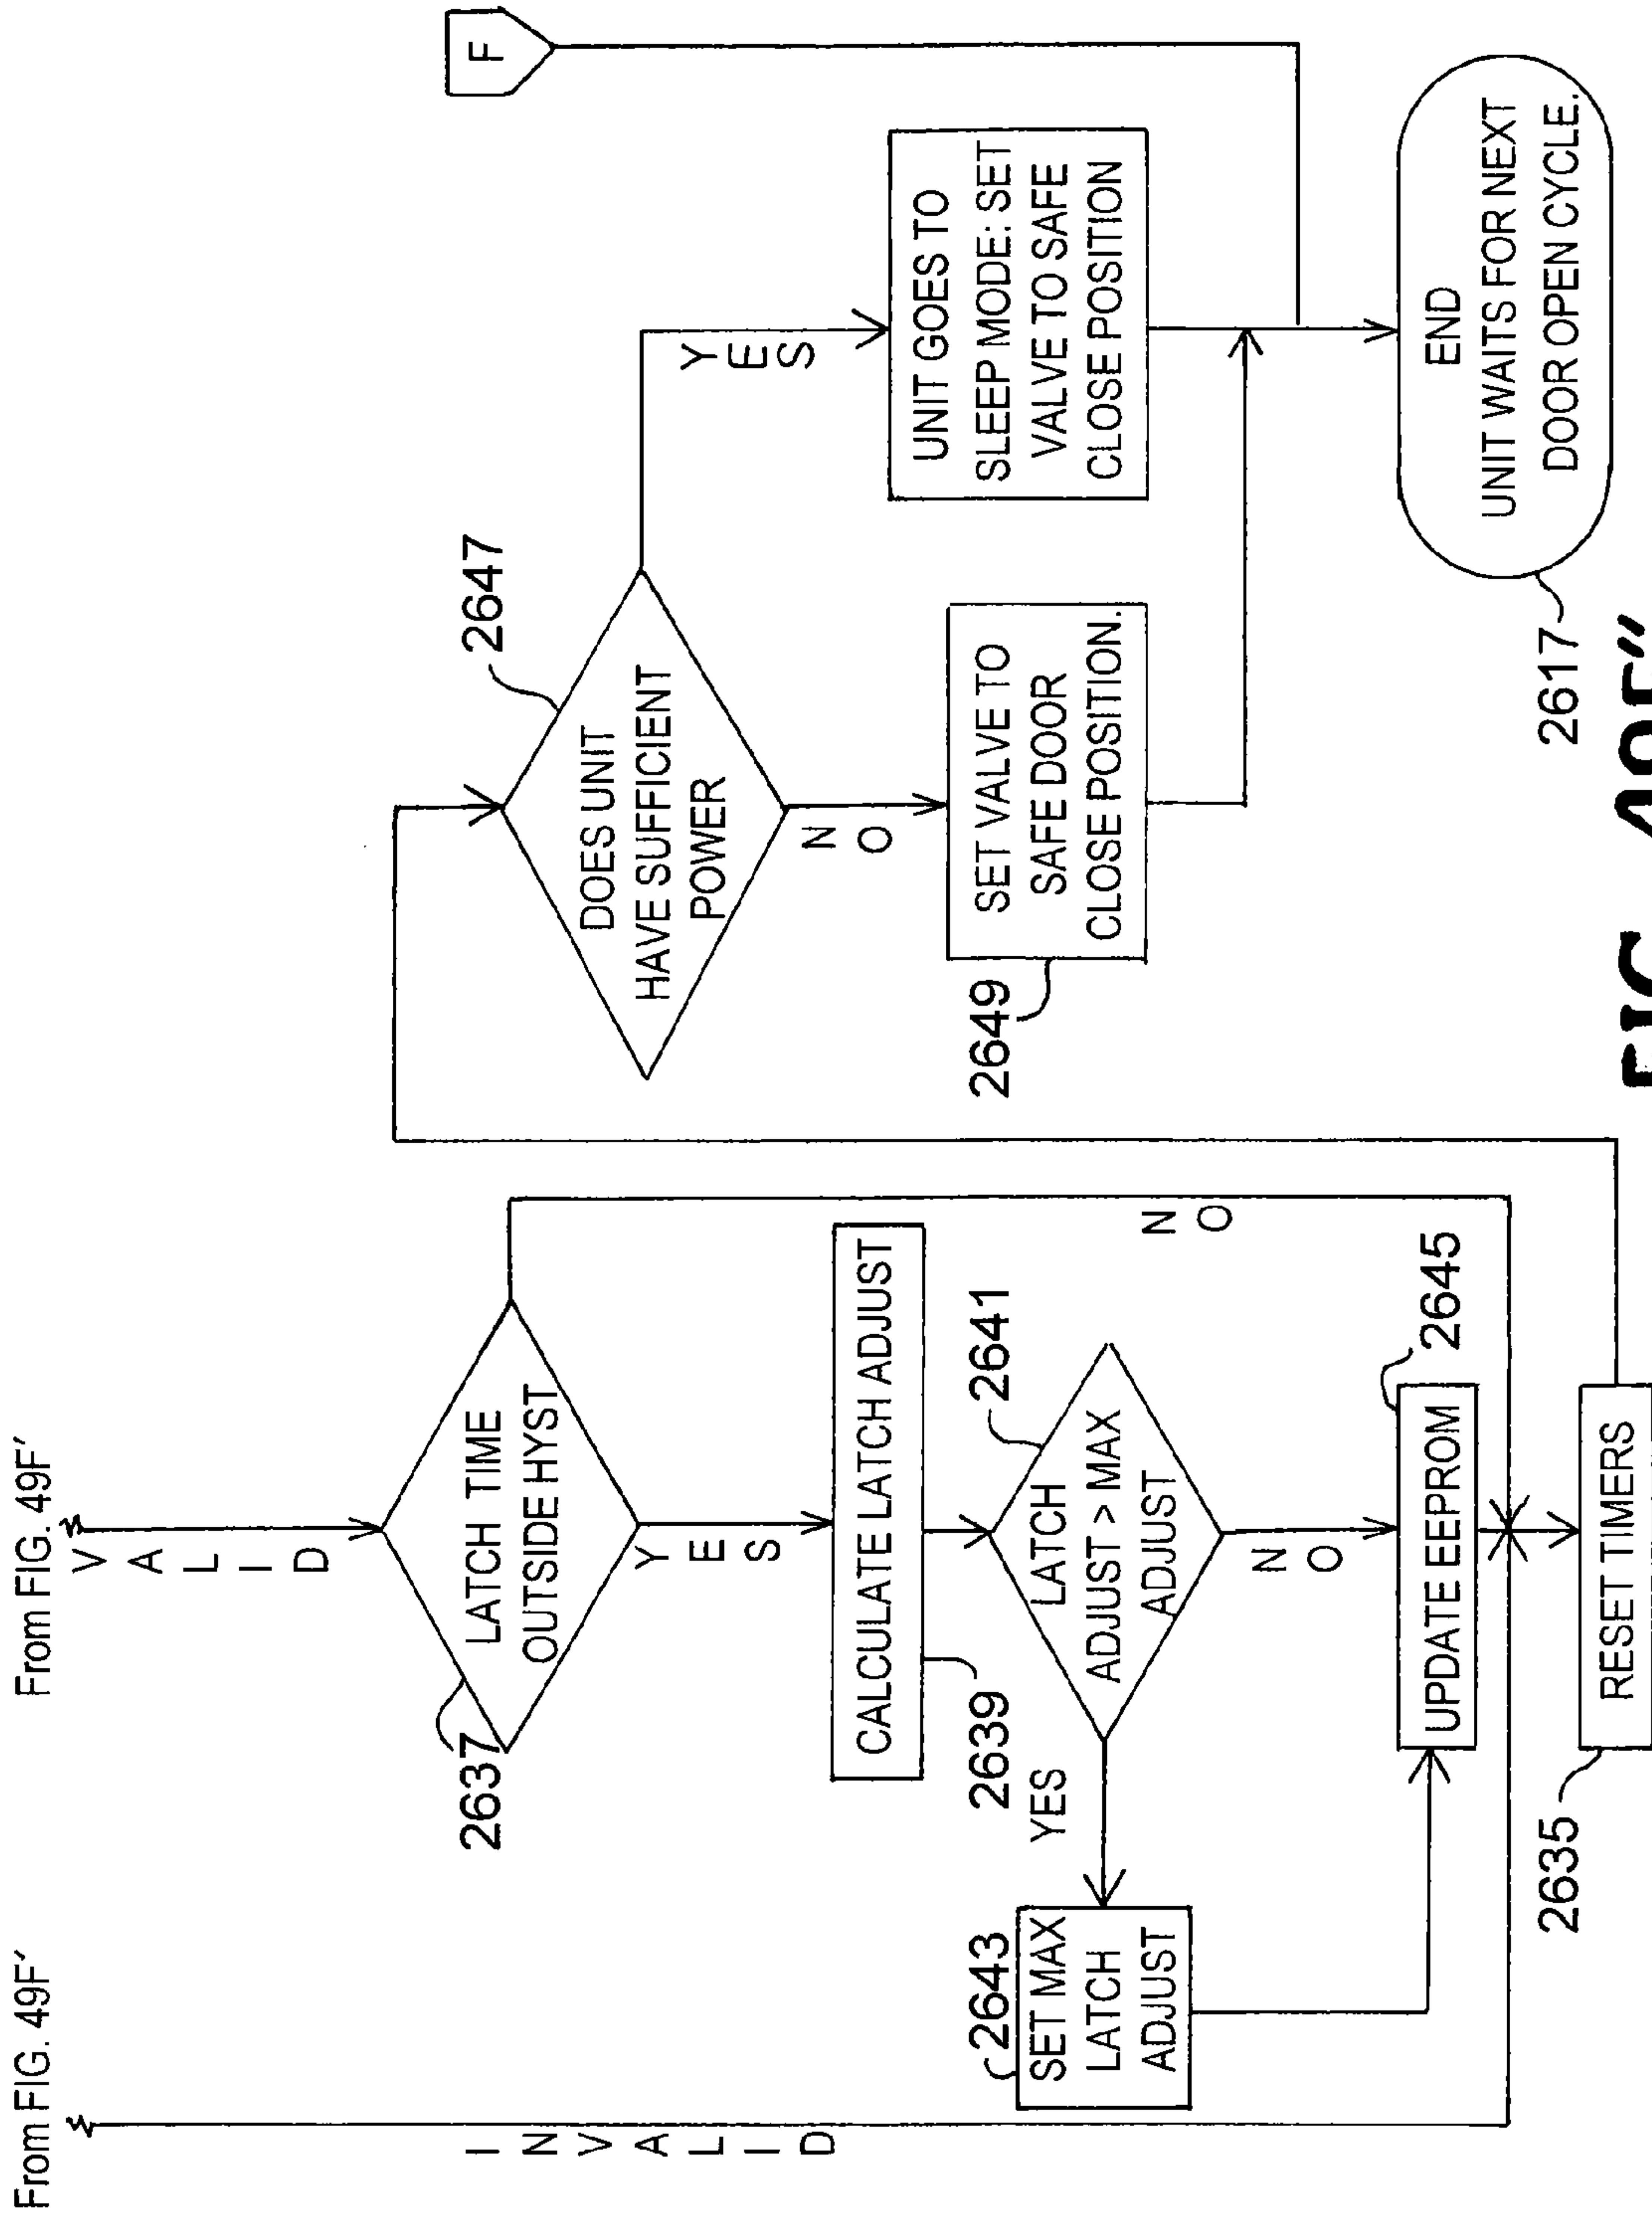 From FIG. 49F'
INVALID
From FIG. 49F'
VALID
2637
LATCH TIME
OUTSIDE HYST
NO
YES
CALCULATE LATCH ADJUST
2639
2641
LATCH
ADJUST > MAX
ADJUST
YES
2643
SET MAX
LATCH
ADJUST
NO
2645
UPDATE EEPROM
2635
RESET TIMERS
2647
DOES UNIT
HAVE SUFFICIENT
POWER
NO
2649
SET VALVE TO
SAFE DOOR
CLOSE POSITION.
YES
UNIT GOES TO
SLEEP MODE: SET
VALVE TO SAFE
CLOSE POSITION
F
END
UNIT WAITS FOR NEXT
DOOR OPEN CYCLE.
2617
FIG. 49F"